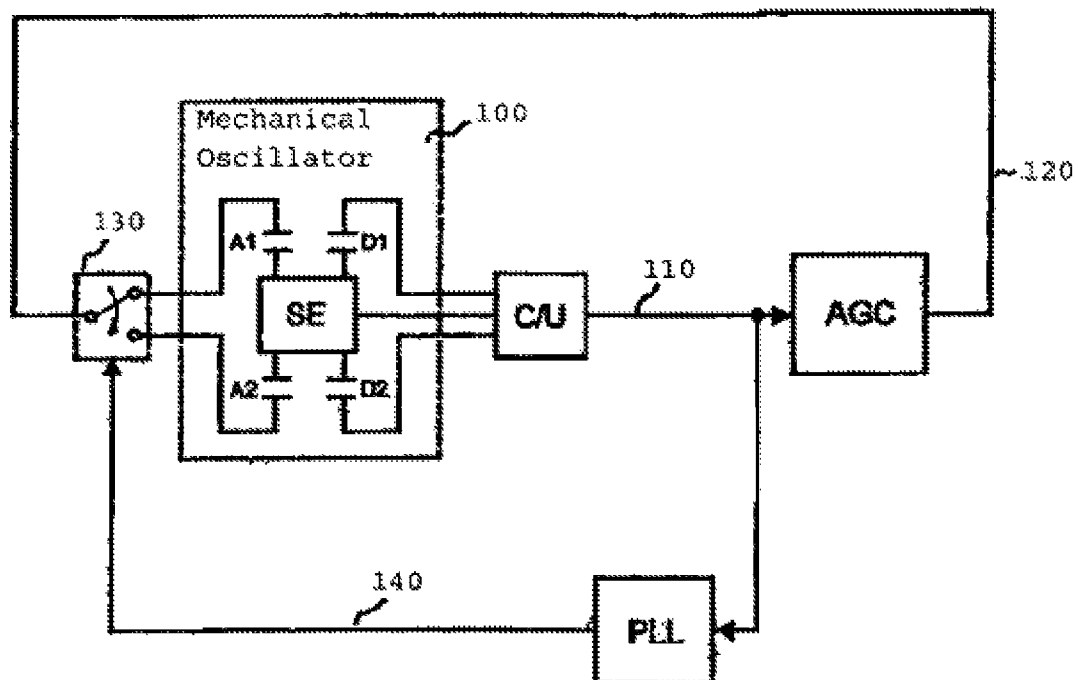 Mechanical
Oscillator
100
120
130
A1
D1
110
SE
C/U
AGC
A2
D2
140
PLL